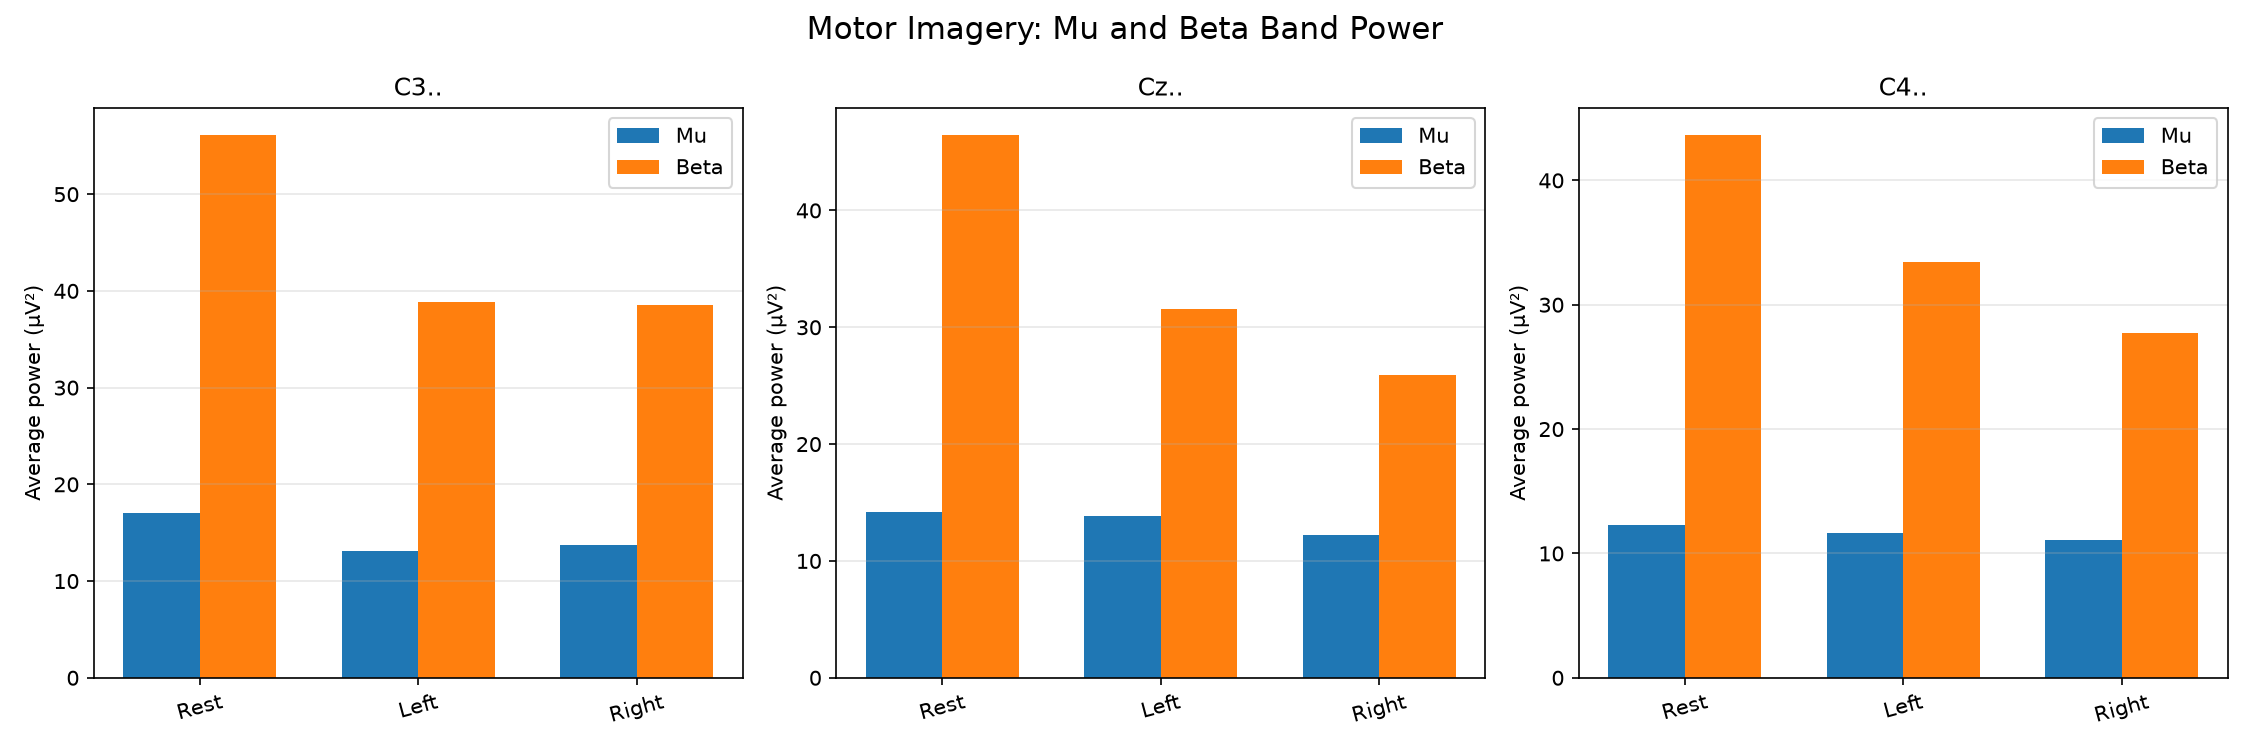 Motor Imagery: Mu and Beta Band Power
C3..
Average power (µV²)
50
40
30
20
10
0
Rest
Left
Right
Mu
Beta
Cz..
Average power (µV²)
40
30
20
10
0
Rest
Left
Right
Mu
Beta
C4..
Average power (µV²)
40
30
20
10
0
Rest
Left
Right
Mu
Beta